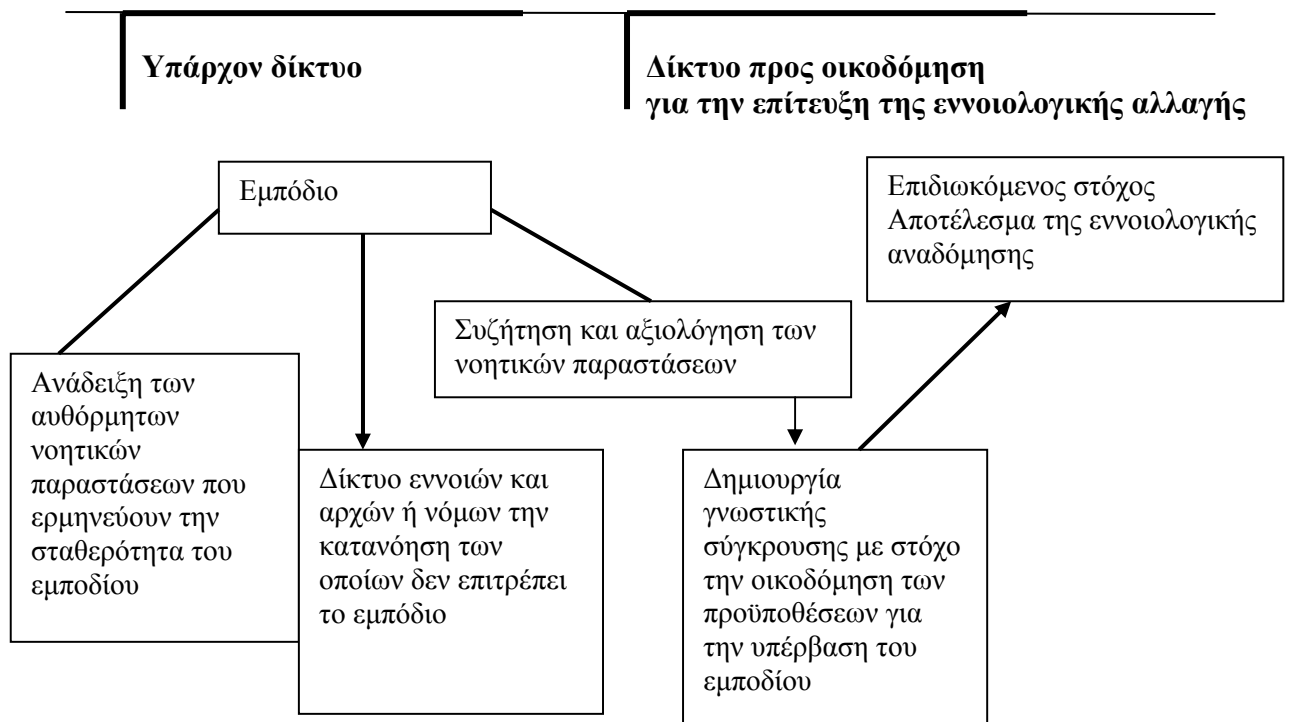 Υπάρχον δίκτυο
Δίκτυο προς οικοδόμηση
για την επίτευξη της εννοιολογικής αλλαγής
Εμπόδιο
Επιδιωκόμενος στόχος
Αποτέλεσμα της εννοιολογικής
αναδόμησης
Συζήτηση και αξιολόγηση των
νοητικών παραστάσεων
Ανάδειξη των
αυθόρμητων
νοητικών
παραστάσεων που
ερμηνεύουν την
σταθερότητα του
εμποδίου
Δίκτυο εννοιών και
αρχών ή νόμων την
κατανόηση των
οποίων δεν επιτρέπει
το εμπόδιο
Δημιουργία
γνωστικής
σύγκρουσης με στόχο
την οικοδόμηση των
προϋποθέσεων για
την υπέρβαση του
εμποδίου